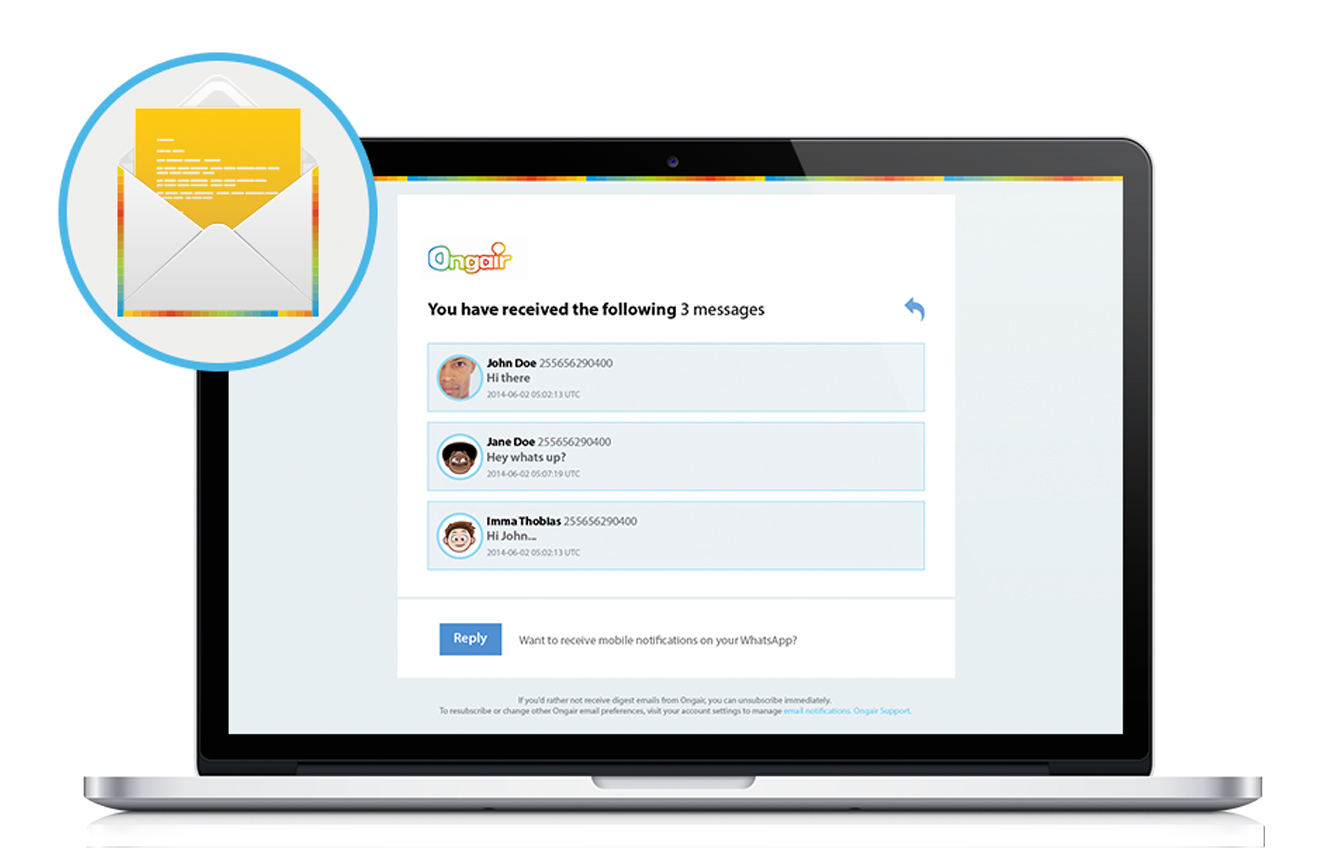 Ongair
You have received the following 3 messages
John Doe 255656290400
Hi there
2014-06-02 05:02:13 UTC
Jane Doe 255656290400
Hey whats up?
2014-06-02 05:07:19 UTC
Imma Thobias 255656290400
Hi John...
2014-06-02 05:02:13 UTC
Reply
Want to receive mobile notifications on your WhatsApp?
If you'd rather not receive digest emails from Ongair, you can unsubscribe immediately.
To resubscribe or change other Ongair email preferences, visit your account settings to manage email notifications. Ongair Support.